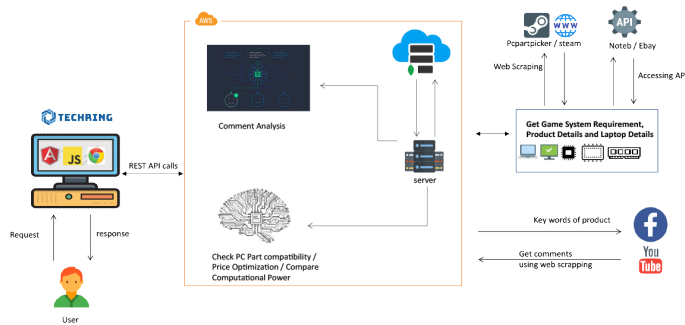 AWS
Pcpartpicker / steam
WWW
API
Noteb / Ebay
Web Scraping
Accessing AP
Comment Analysis
Get Game System Requirement,
Product Details and Laptop Details
TECHRING
JS
REST API calls
server
Request
response
Check PC Part compatibility /
Price Optimization / Compare
Computational Power
Key words of product
Get comments
using web scrapping
You
Tube
User